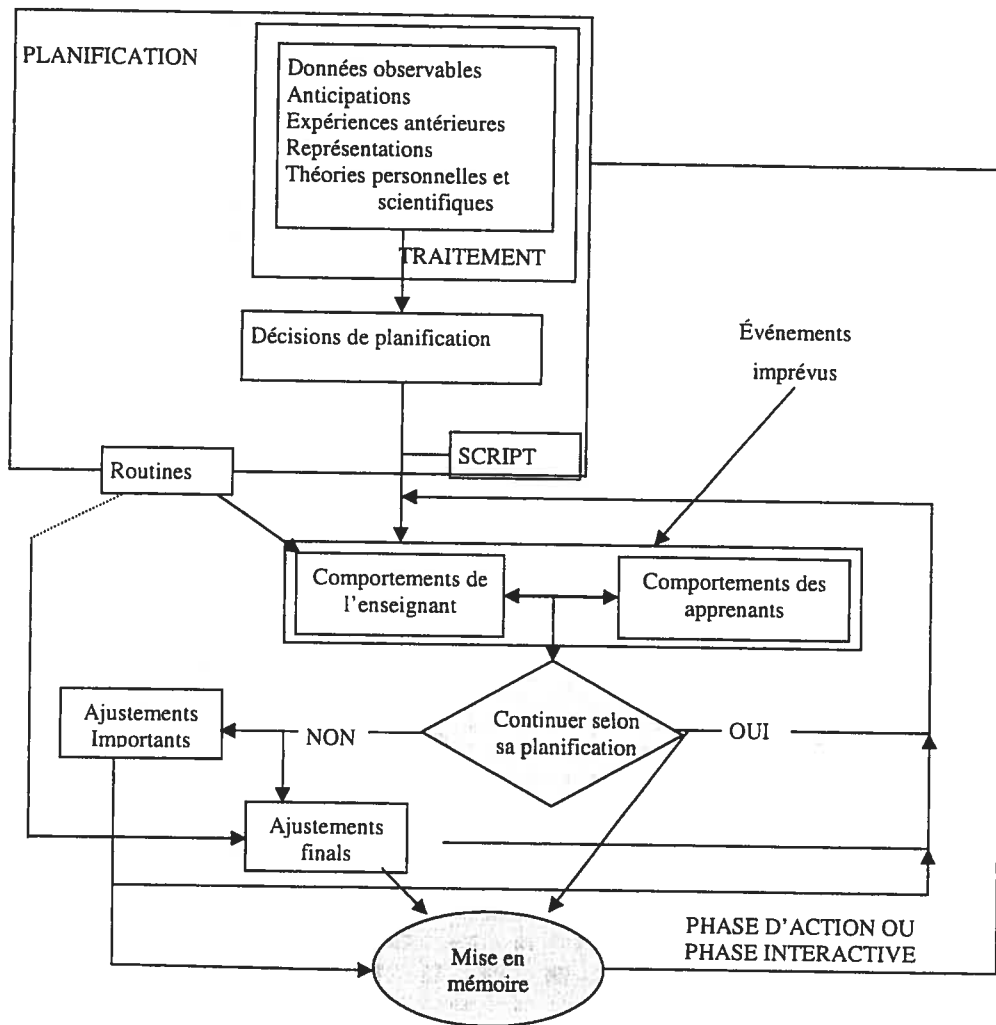 PLANIFICATION
Données observables
Anticipations
Expériences antérieures
Représentations
Théories personnelles et
scientifiques
TRAITEMENT
Décisions de planification
Événements
imprévus
SCRIPT
Routines
Comportements de
l'enseignant
Comportements des
apprenants
Ajustements
Importants
NON
Continuer selon
sa planification
OUI
Ajustements
finals
PHASE D'ACTION OU
PHASE INTERACTIVE
Mise en
mémoire